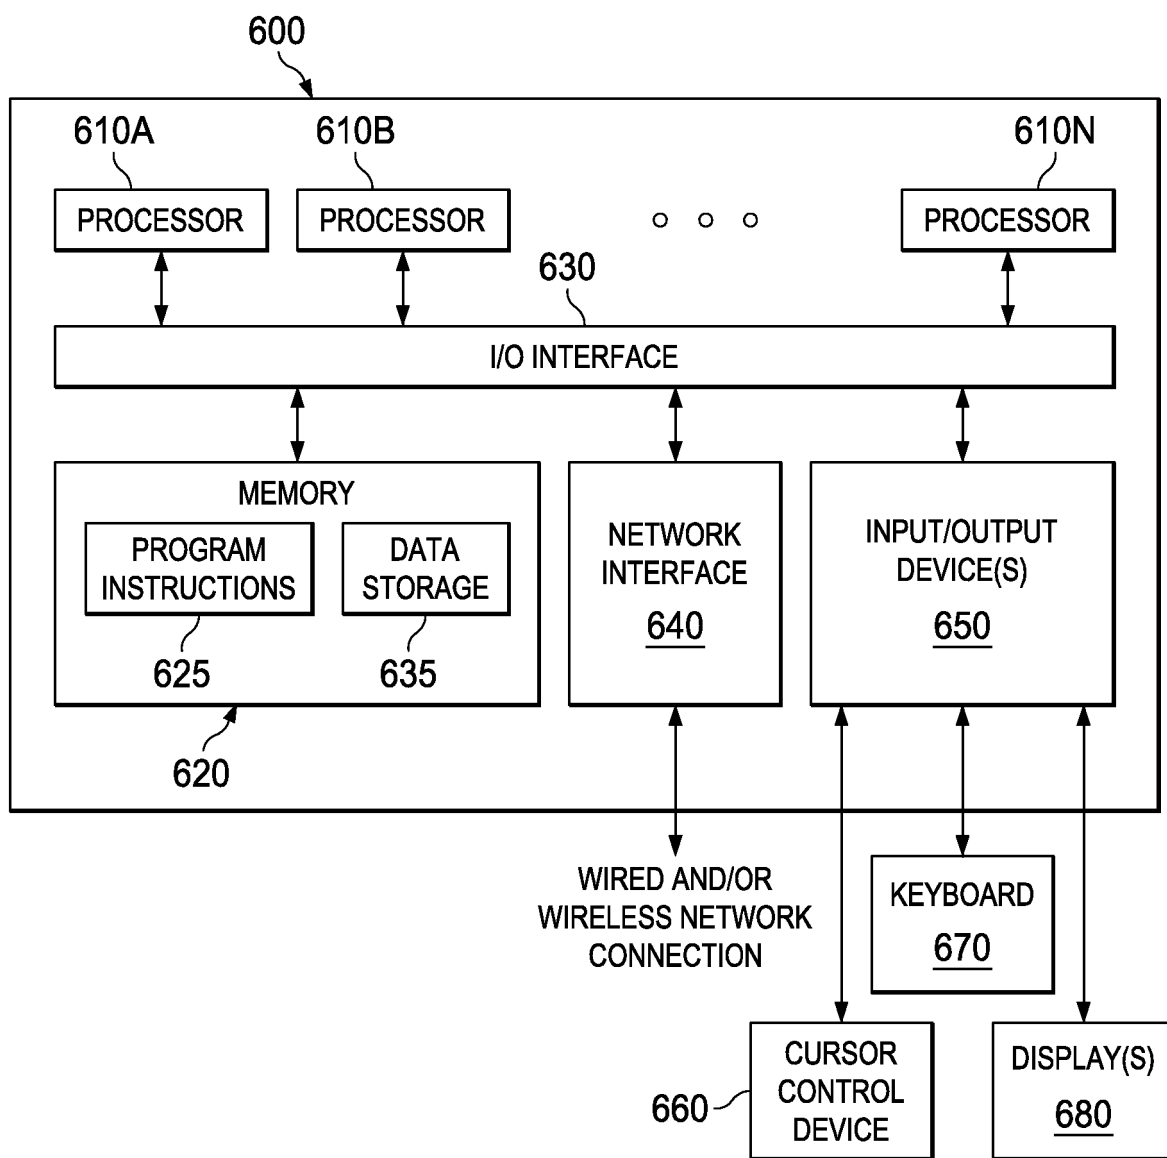 600
610A
610B
610N
PROCESSOR
PROCESSOR
PROCESSOR
630
I/O INTERFACE
MEMORY
PROGRAM
INSTRUCTIONS
DATA
STORAGE
625
635
620
NETWORK
INTERFACE
640
INPUT/OUTPUT
DEVICE(S)
650
WIRED AND/OR
WIRELESS NETWORK
CONNECTION
KEYBOARD
670
660
CURSOR
CONTROL
DEVICE
DISPLAY(S)
680